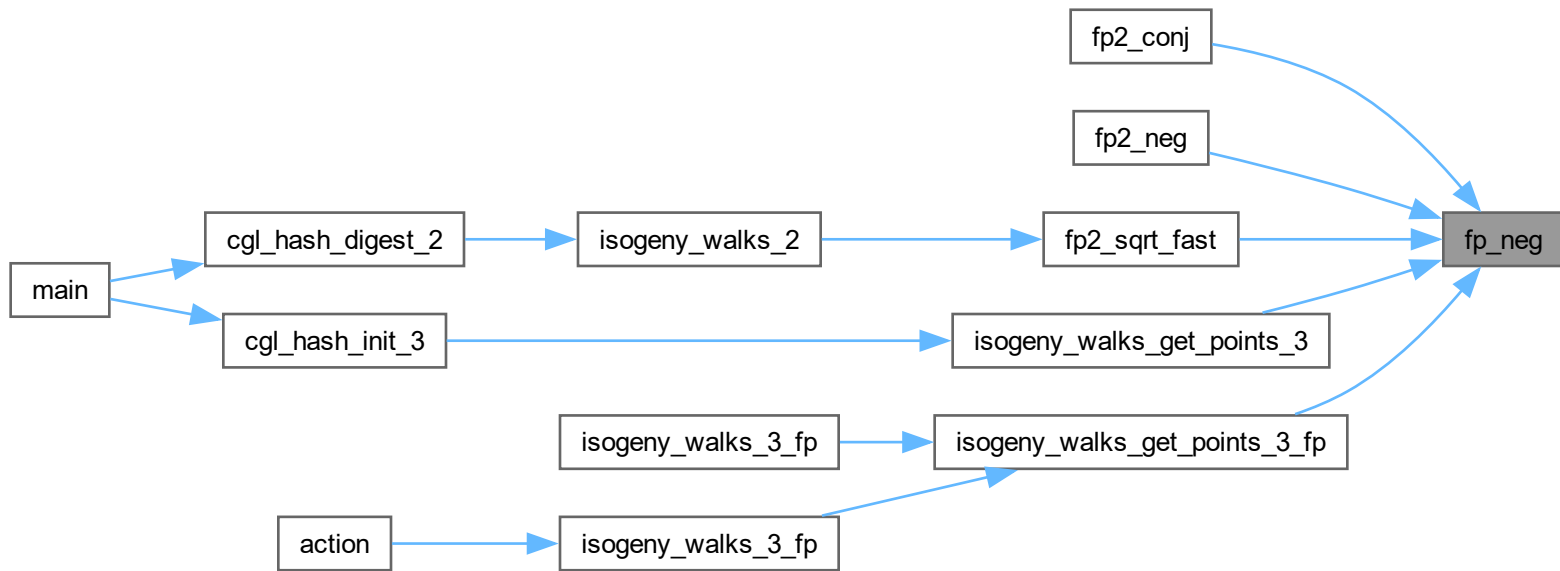 fp2_conj
fp2_neg
cgl_hash_digest_2
isogeny_walks_2
fp2_sqrt_fast
fp_neg
main
cgl_hash_init_3
isogeny_walks_get_points_3
isogeny_walks_3_fp
isogeny_walks_get_points_3_fp
action
isogeny_walks_3_fp